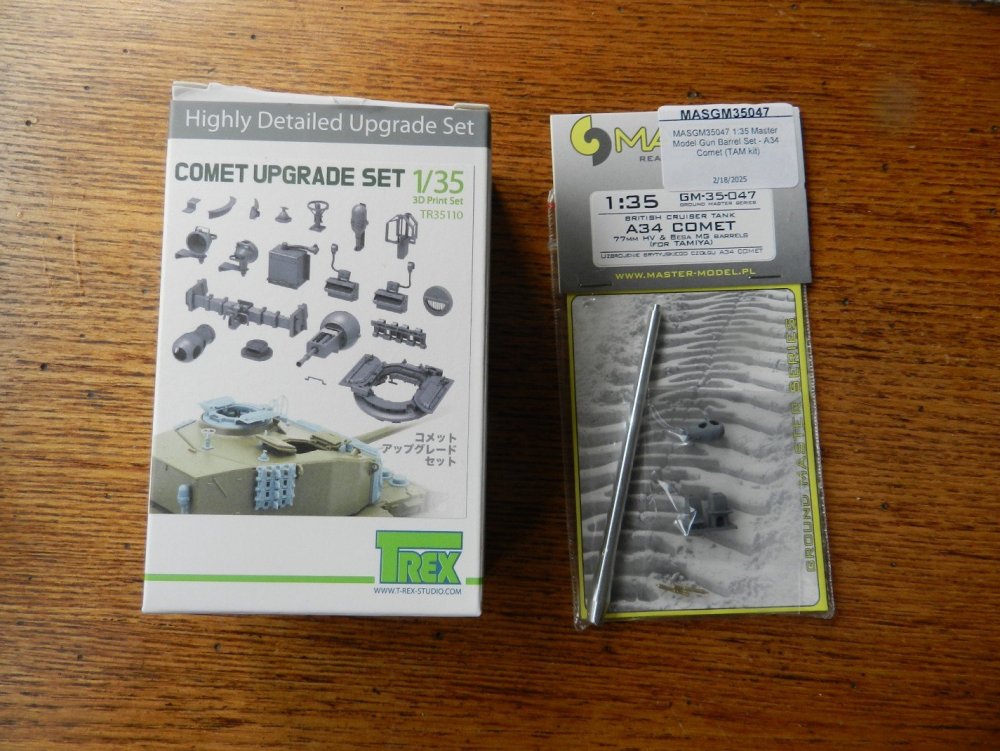 Highly Detailed Upgrade Set
COMET UPGRADE SET 1/35
3D Print Set
TR35110
コメット
アップグレード
セット
T-REX
WWW.T-REX-STUDIO.COM
MASGM35047
MASGM35047 1:35 Master
Model Gun Barrel Set - A34
Comet (TAM kit)
2/18/2025
1:35 GM-35-047
GROUND MASTER SERIES
BRITISH CRUISER TANK
A34 COMET
77MM HV & BESA MG BARRELS
(FOR TAMIYA)
UZBROJENIE BRYTYJSKIEGO CZOŁGU A34 COMET
WWW.MASTER-MODEL.PL
GROUND MASTER SERIES